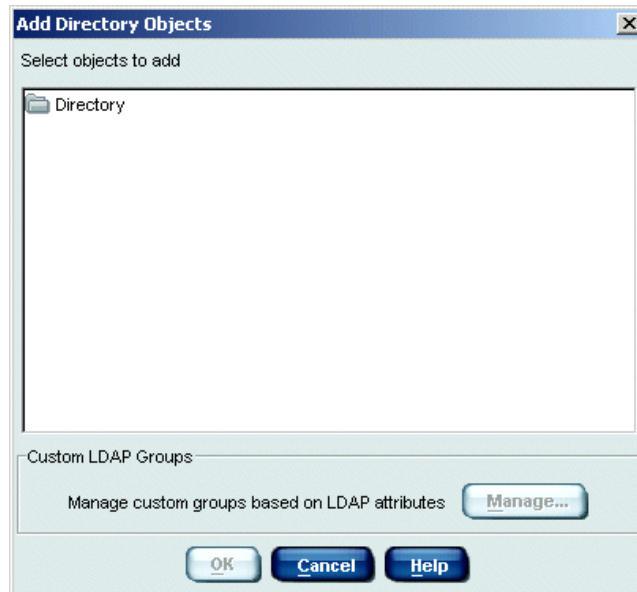 Add Directory Objects
Select objects to add
Directory
Custom LDAP Groups
Manage custom groups based on LDAP attributes Manage...
OK Cancel Help